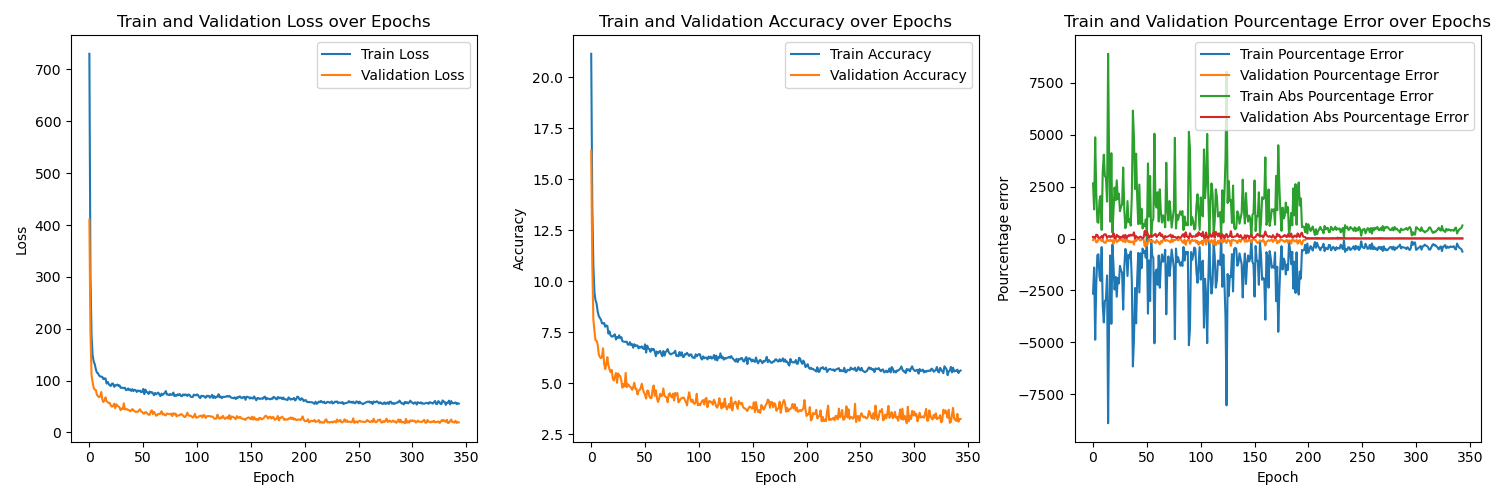 Train and Validation Loss over Epochs
Loss
700
600
500
400
300
200
100
0
0 50 100 150 200 250 300 350
Epoch
Train Loss
Validation Loss
Train and Validation Accuracy over Epochs
Accuracy
20.0
17.5
15.0
12.5
10.0
7.5
5.0
2.5
0 50 100 150 200 250 300 350
Epoch
Train Accuracy
Validation Accuracy
Train and Validation Pourcentage Error over Epochs
Pourcentage error
7500
5000
2500
0
−2500
−5000
−7500
0 50 100 150 200 250 300 350
Epoch
Train Pourcentage Error
Validation Pourcentage Error
Train Abs Pourcentage Error
Validation Abs Pourcentage Error